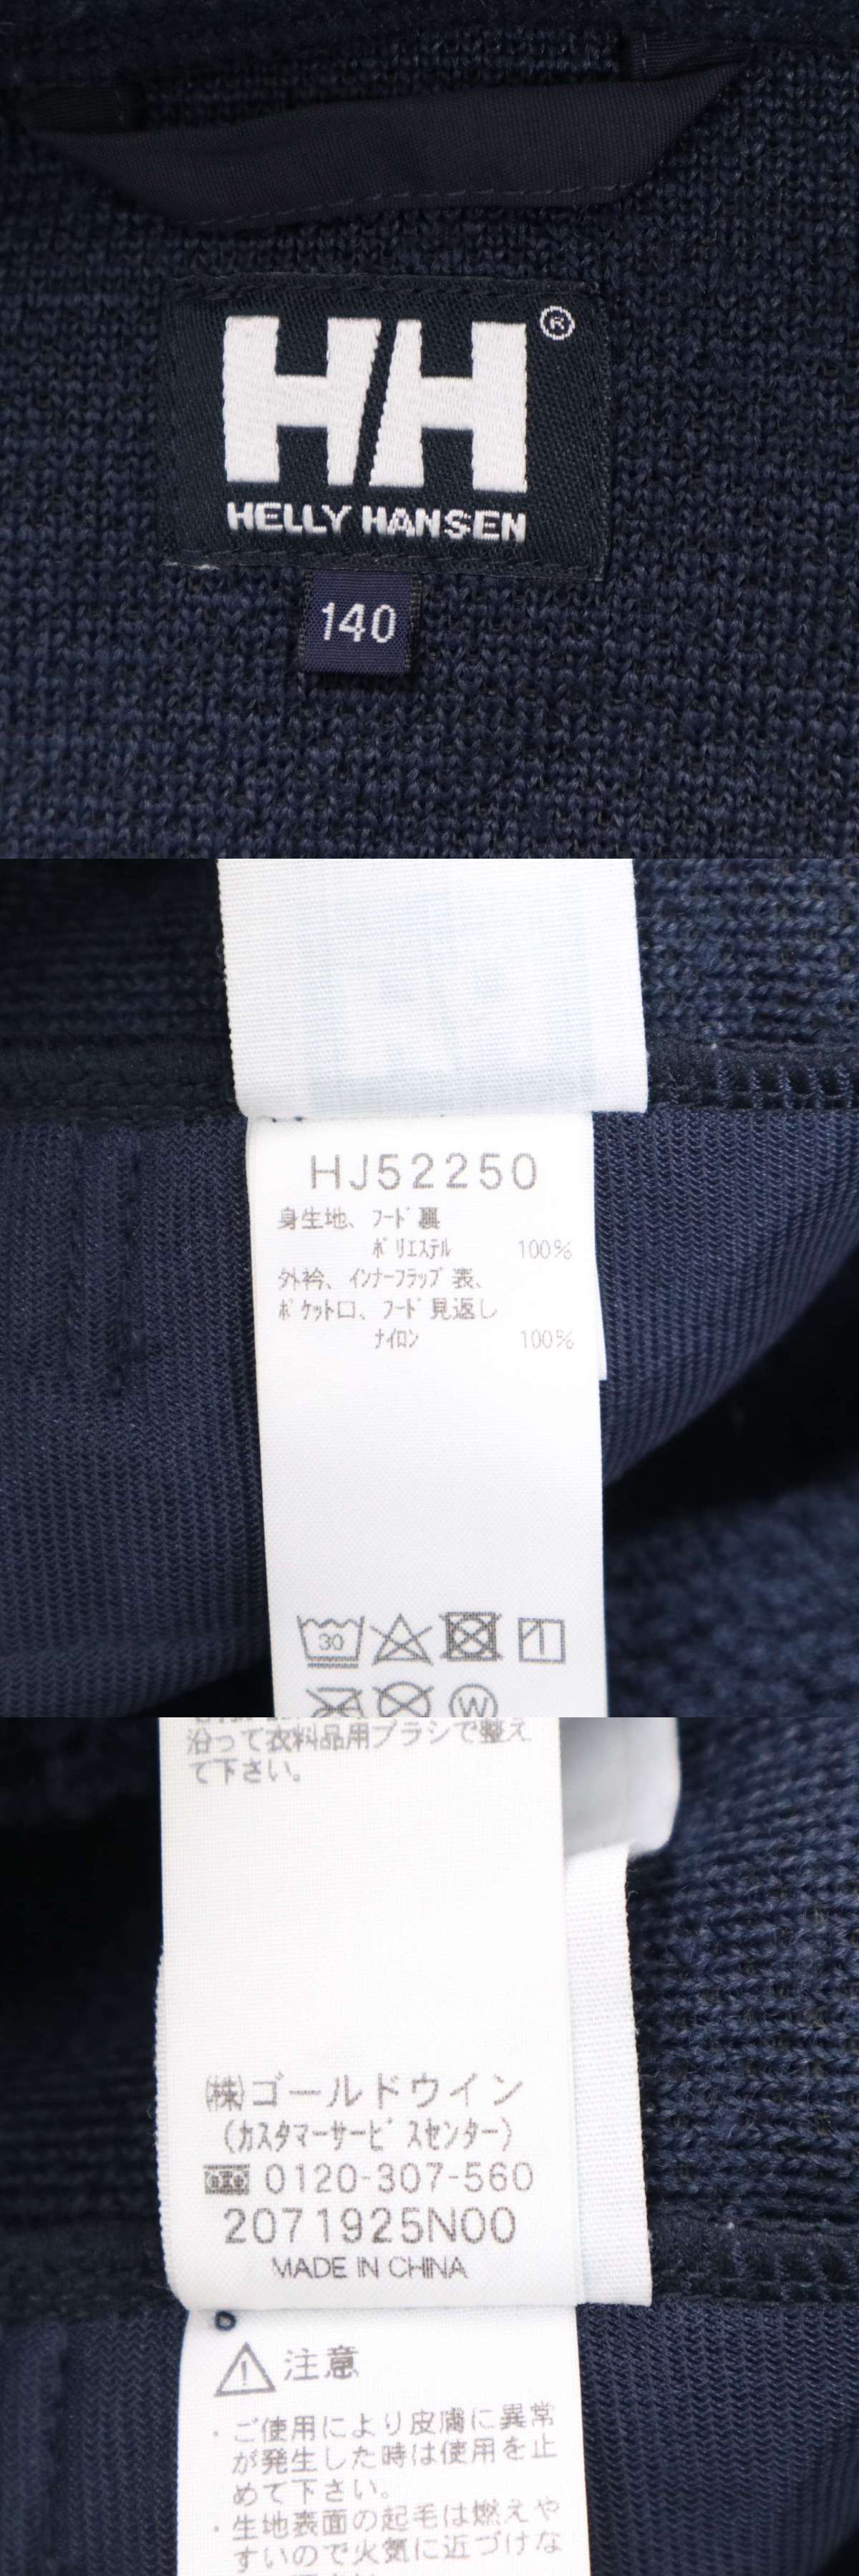 HH®
HELLY HANSEN
140
HJ52250
身生地、フード裏
ポリエステル 100%
外衿、インナーフラップ表、
ポケット口、フード見返し
ナイロン 100%
30
W
沿って衣料品用ブラシで整え
て下さい。
㈱ゴールドウイン
(カスタマーサービスセンター)
0120-307-560
2071925N00
MADE IN CHINA
注意
・ご使用により皮膚に異常
が発生した時は使用を止
めて下さい。
・生地表面の起毛は燃えや
すいので火気に近づけな